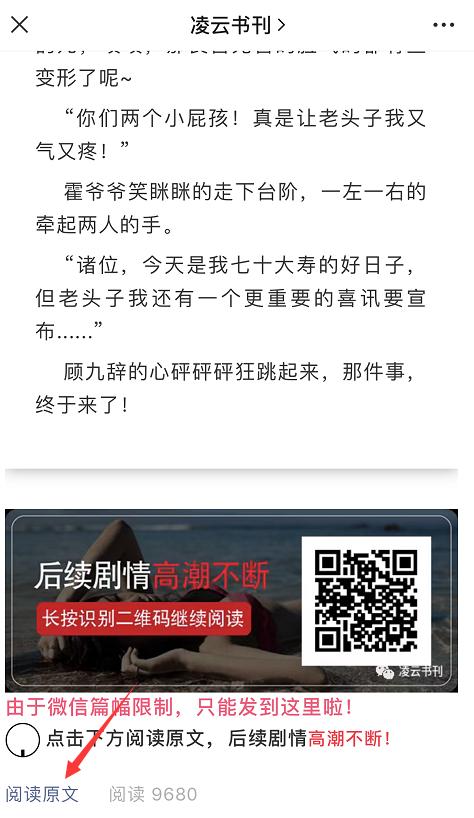 凌云书刊
变形了呢~
“你们两个小屁孩！真是让老头子我又
气又疼！”
霍爷爷笑眯眯的走下台阶，一左一右的
牵起两人的手。
“诸位，今天是我七十大寿的好日子，
但老头子我还有一个更重要的喜讯要宣
布……”
顾九辞的心砰砰砰狂跳起来，那件事，
终于来了！
后续剧情高潮不断
长按识别二维码继续阅读
凌云书刊
由于微信篇幅限制，只能发到这里啦！
点击下方阅读原文，后续剧情高潮不断！
阅读原文 阅读 9680